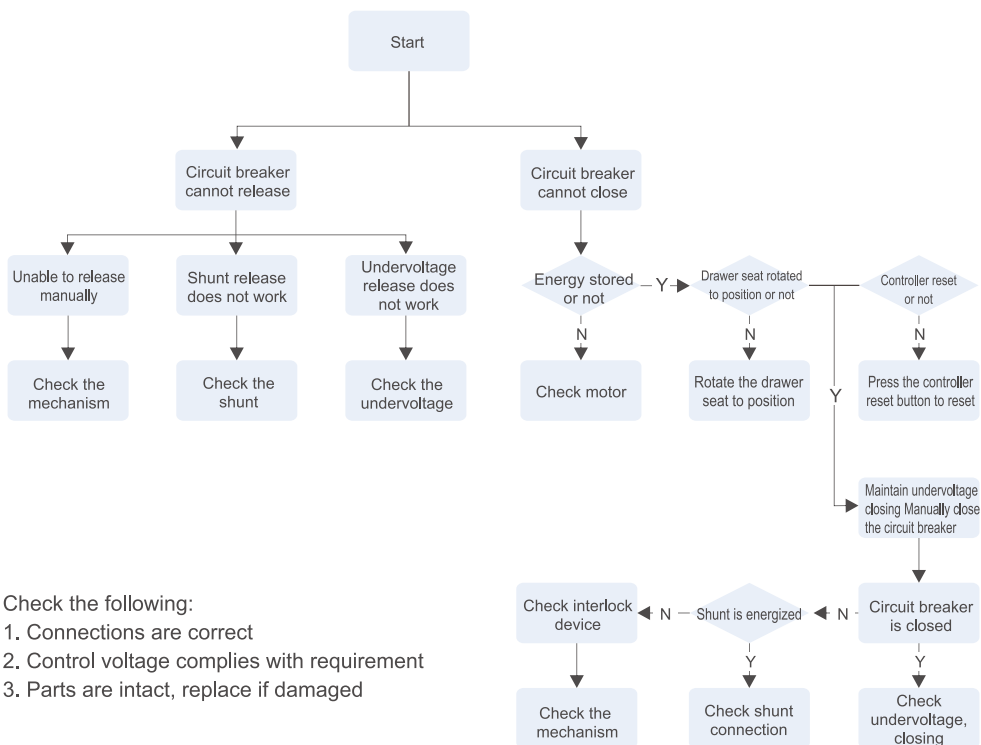 Start
Circuit breaker
cannot release
Circuit breaker
cannot close
Unable to release
manually
Shunt release
does not work
Undervoltage
release does
not work
Energy stored
or not
Y
Drawer seat rotated
to position or not
Controller reset
or not
N
N
N
Check the
mechanism
Check the
shunt
Check the
undervoltage
Check motor
Rotate the drawer
seat to position
Y
Press the controller
reset button to reset
Maintain undervoltage
closing Manually close
the circuit breaker
Check interlock
device
N
Shunt is energized
N
Circuit breaker
is closed
Y
Y
Check the
mechanism
Check shunt
connection
Check
undervoltage,
closing
Check the following:
1. Connections are correct
2. Control voltage complies with requirement
3. Parts are intact, replace if damaged